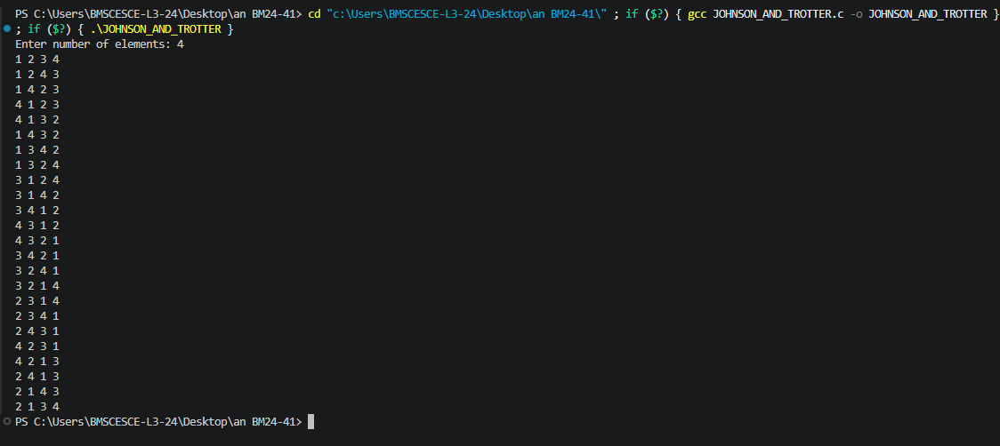 PS C:\Users\BMSCESCE-L3-24\Desktop\an BM24-41> cd "c:\Users\BMSCESCE-L3-24\Desktop\an BM24-41\" ; if ($?) { gcc JOHNSON_AND_TROTTER.c -o JOHNSON_AND_TROTTER }
; if ($?) { .\JOHNSON_AND_TROTTER }
Enter number of elements: 4
1 2 3 4
1 2 4 3
1 4 2 3
4 1 2 3
4 1 3 2
1 4 3 2
1 3 4 2
1 3 2 4
3 1 2 4
3 1 4 2
3 4 1 2
4 3 1 2
4 3 2 1
3 4 2 1
3 2 4 1
3 2 1 4
2 3 1 4
2 3 4 1
2 4 3 1
4 2 3 1
4 2 1 3
2 4 1 3
2 1 4 3
2 1 3 4
PS C:\Users\BMSCESCE-L3-24\Desktop\an BM24-41>